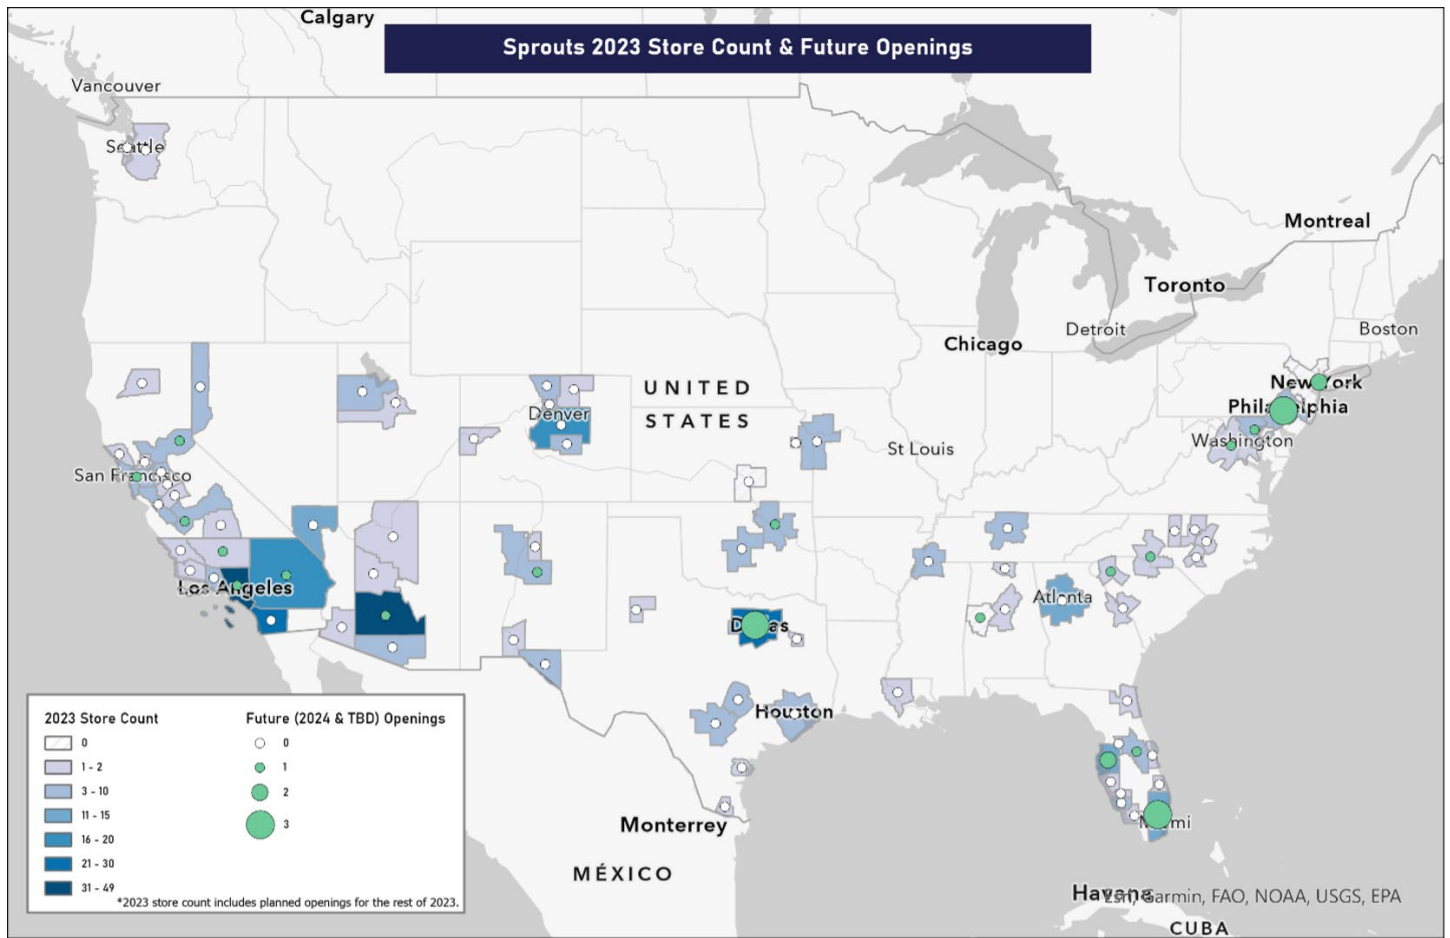 Calgary
Sprouts 2023 Store Count & Future Openings
Vancouver
Seattle
Montreal
Toronto
Detroit
Boston
Chicago
New York
UNITED
STATES
Philadelphia
Denver
Washington
St Louis
San Francisco
Los Angeles
Atlanta
Dallas
Houston
2023 Store Count
0
1 - 2
3 - 10
11 - 15
16 - 20
21 - 30
31 - 49
Future (2024 & TBD) Openings
0
1
2
3
*2023 store count includes planned openings for the rest of 2023.
Monterrey
Miami
MÉXICO
Havana
Esri, Garmin, FAO, NOAA, USGS, EPA
CUBA